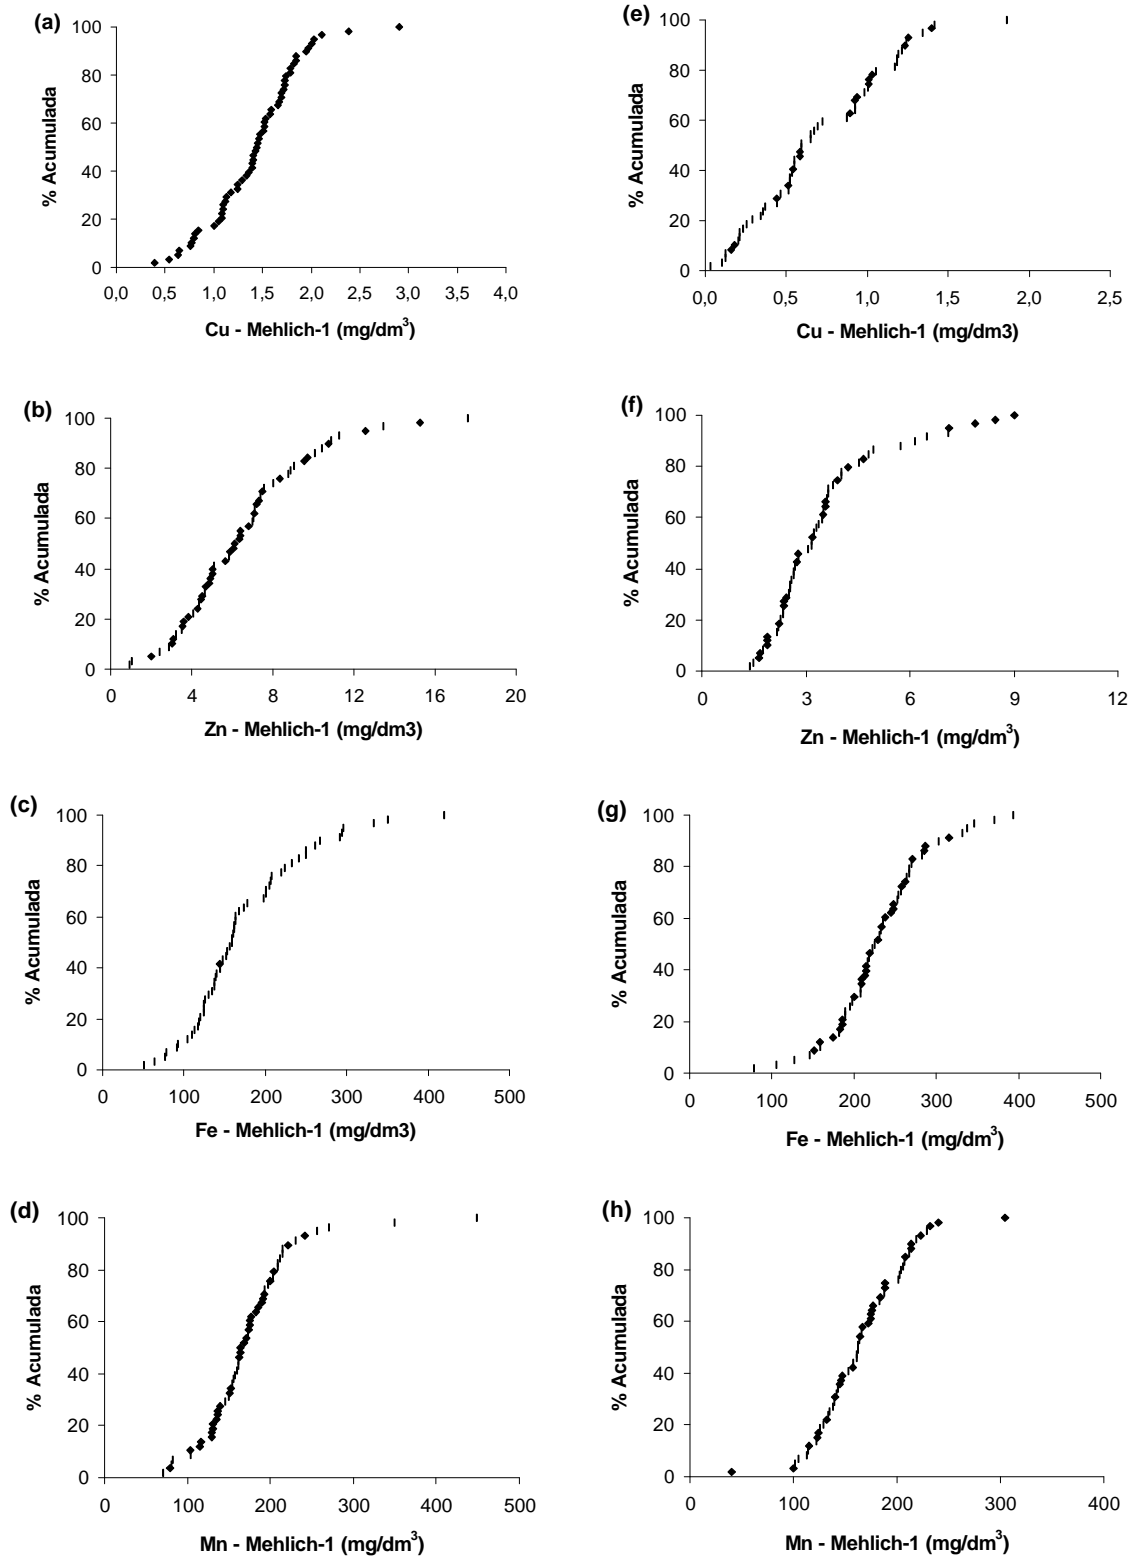 (a)
100
80
60
40
20
0
% Acumulada
0,0 0,5 1,0 1,5 2,0 2,5 3,0 3,5 4,0
Cu - Mehlich-1 (mg/dm³)
(e)
100
80
60
40
20
0
% Acumulada
0,0 0,5 1,0 1,5 2,0 2,5
Cu - Mehlich-1 (mg/dm3)
(b)
100
80
60
40
20
0
% Acumulada
0 4 8 12 16 20
Zn - Mehlich-1 (mg/dm3)
(f)
100
80
60
40
20
0
% Acumulada
0 3 6 9 12
Zn - Mehlich-1 (mg/dm³)
(c)
100
80
60
40
20
0
% Acumulada
0 100 200 300 400 500
Fe - Mehlich-1 (mg/dm3)
(g)
100
80
60
40
20
0
% Acumulada
0 100 200 300 400 500
Fe - Mehlich-1 (mg/dm³)
(d)
100
80
60
40
20
0
% Acumulada
0 100 200 300 400 500
Mn - Mehlich-1 (mg/dm³)
(h)
100
80
60
40
20
0
% Acumulada
0 100 200 300 400
Mn - Mehlich-1 (mg/dm³)